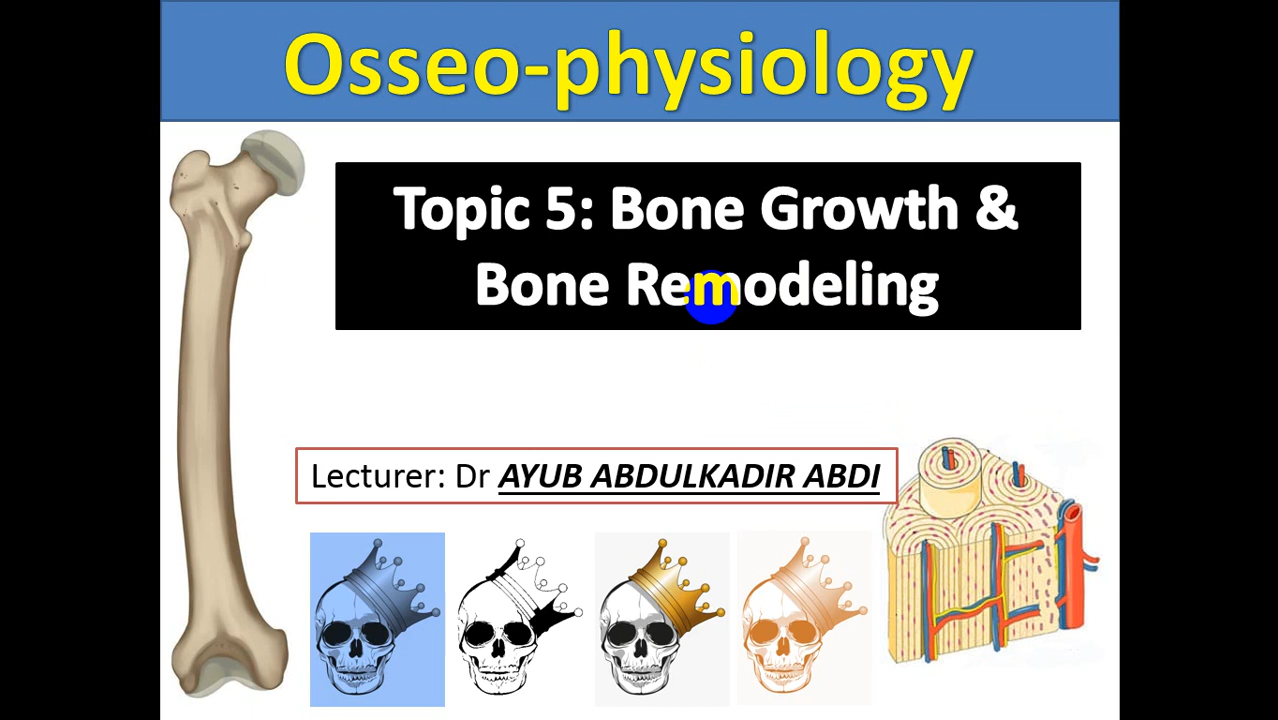 Osseo-physiology
Topic 5: Bone Growth &
Bone Remodeling
Lecturer: Dr AYUB ABDULKADIR ABDI